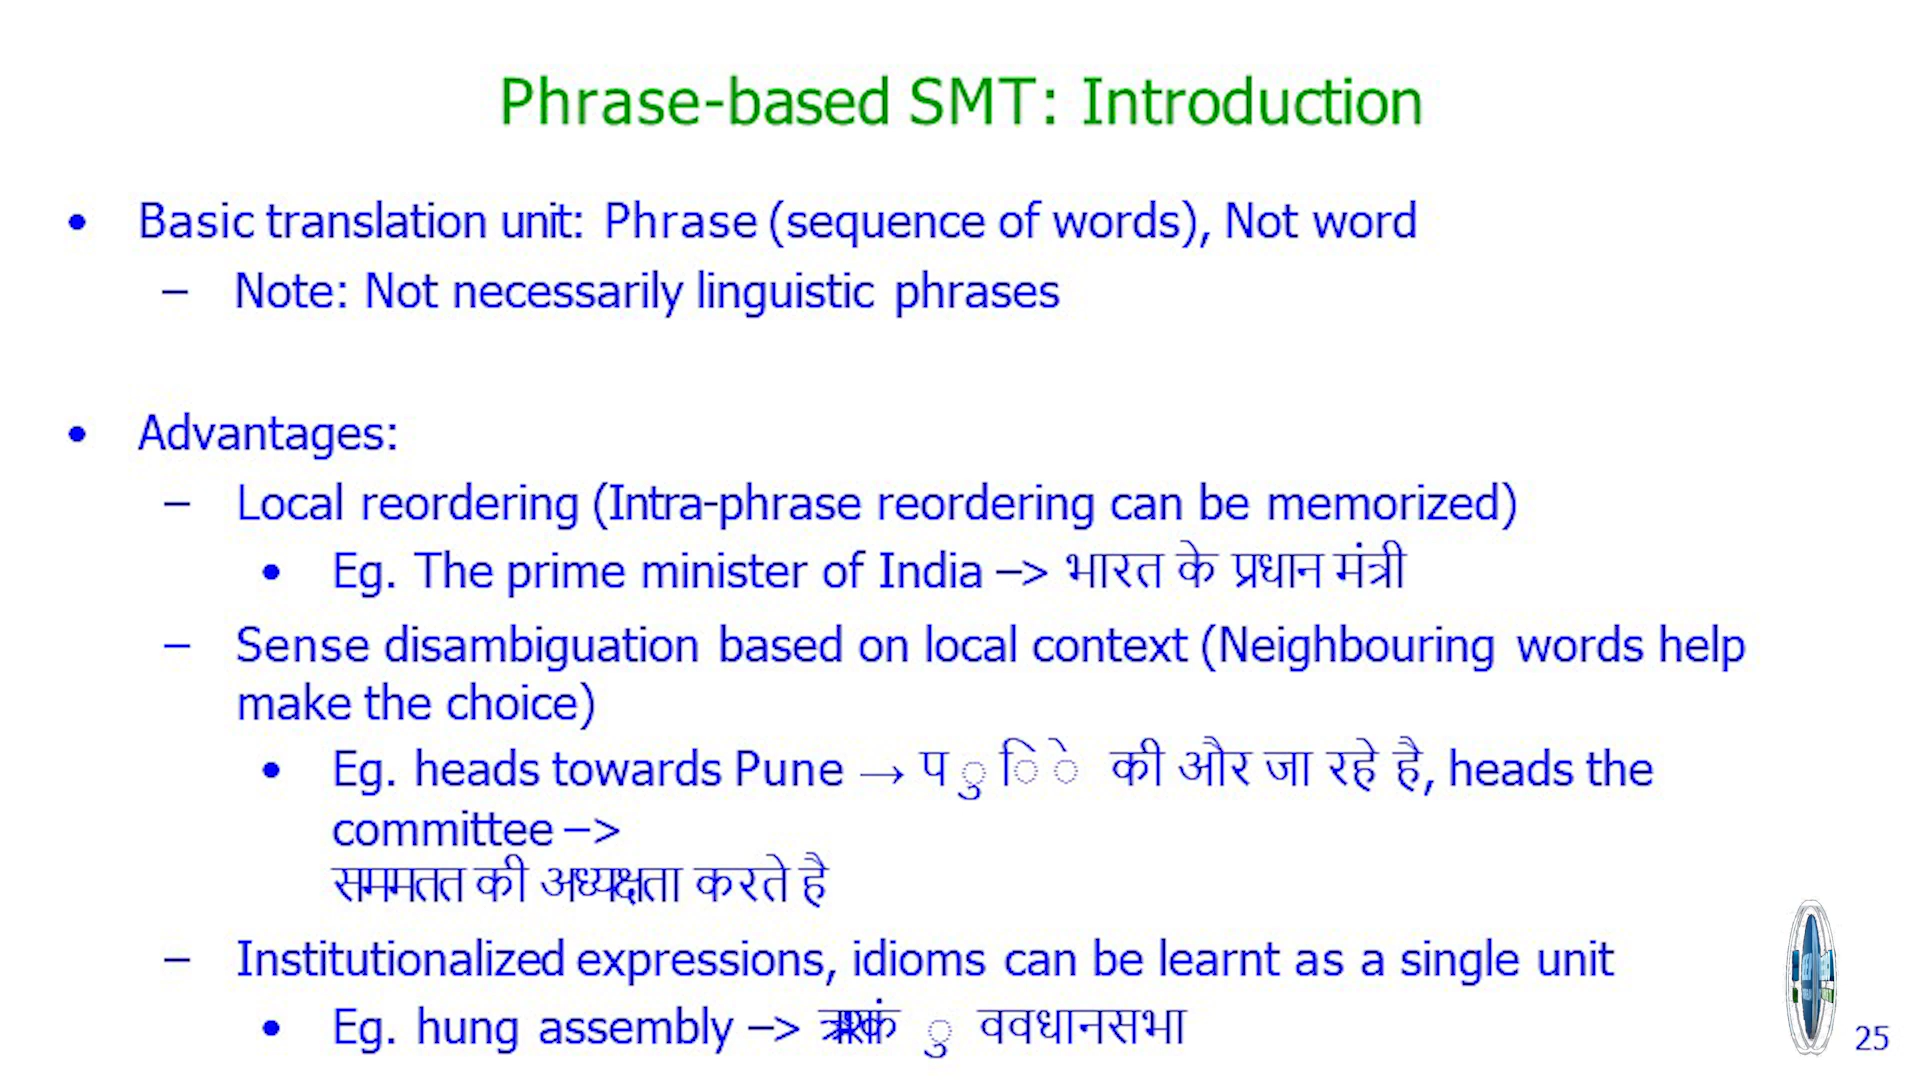 Phrase-based SMT: Introduction
• Basic translation unit: Phrase (sequence of words), Not word
– Note: Not necessarily linguistic phrases
• Advantages:
– Local reordering (Intra-phrase reordering can be memorized)
• Eg. The prime minister of India –> भारत के प्रधान मंत्री
– Sense disambiguation based on local context (Neighbouring words help
make the choice)
• Eg. heads towards Pune → की और जा रहे है, heads the
committee –>
सममतत की अध्यक्षता करते है
– Institutionalized expressions, idioms can be learnt as a single unit
• Eg. hung assembly –> ववधानसभा
25